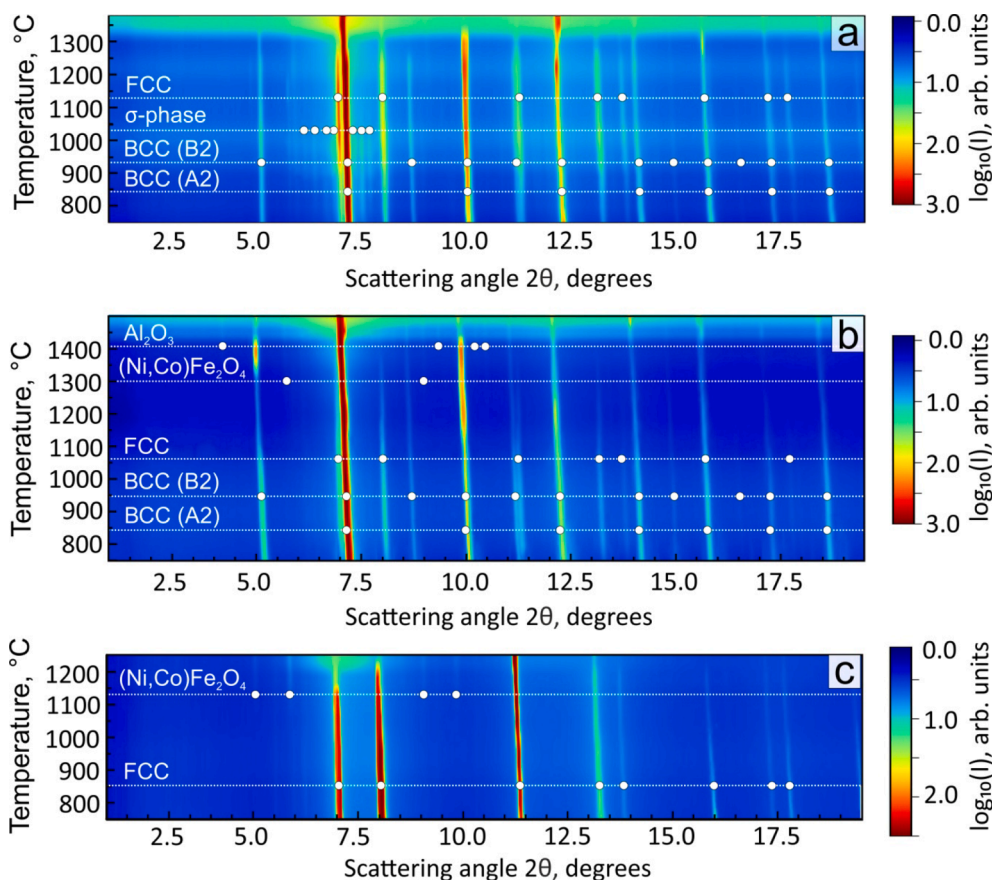 a
Temperature, °C
1300
1200
1100
1000
900
800
FCC
σ-phase
BCC (B2)
BCC (A2)
2.5 5.0 7.5 10.0 12.5 15.0 17.5
Scattering angle 2θ, degrees
0.0
1.0
2.0
3.0
log₁₀(I), arb. units
b
Temperature, °C
1400
1300
1200
1100
1000
900
800
Al₂O₃
(Ni,Co)Fe₂O₄
FCC
BCC (B2)
BCC (A2)
2.5 5.0 7.5 10.0 12.5 15.0 17.5
Scattering angle 2θ, degrees
0.0
1.0
2.0
3.0
log₁₀(I), arb. units
c
Temperature, °C
1200
1100
1000
900
800
(Ni,Co)Fe₂O₄
FCC
2.5 5.0 7.5 10.0 12.5 15.0 17.5
Scattering angle 2θ, degrees
0.0
1.0
2.0
log₁₀(I), arb. units